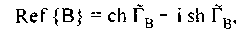 Ref {B} = ch Γ̃_B − i sh Γ̃_B,